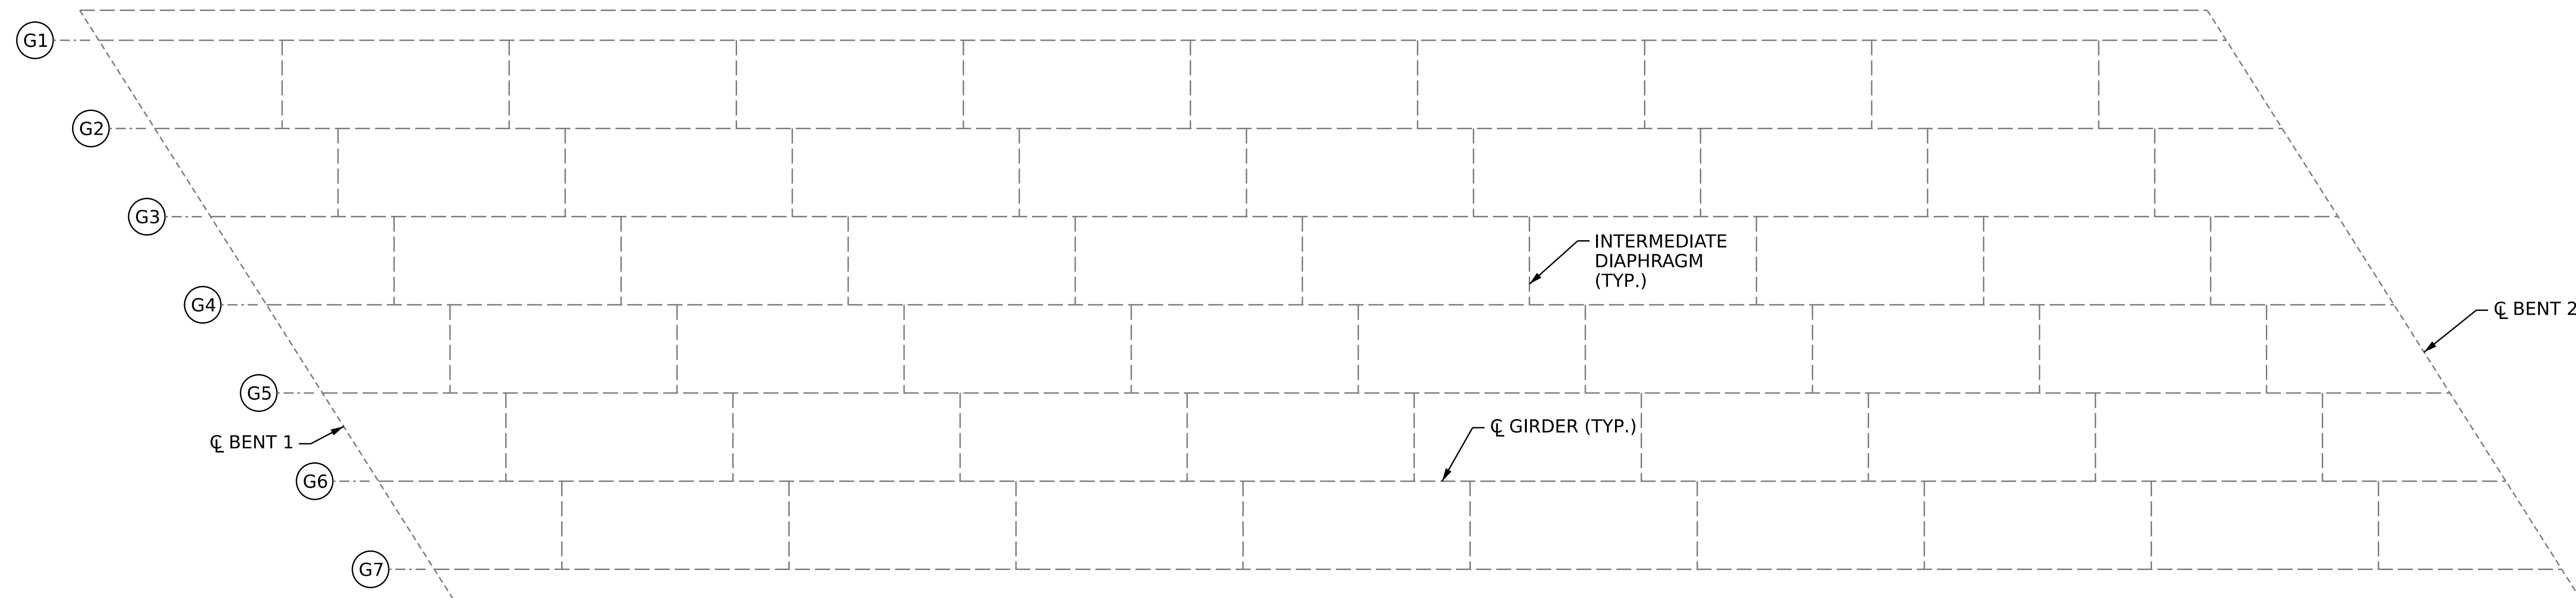 G1
G2
G3
INTERMEDIATE
DIAPHRAGM
(TYP.)
G4
℄ BENT 2
G5
℄ GIRDER (TYP.)
℄ BENT 1
G6
G7